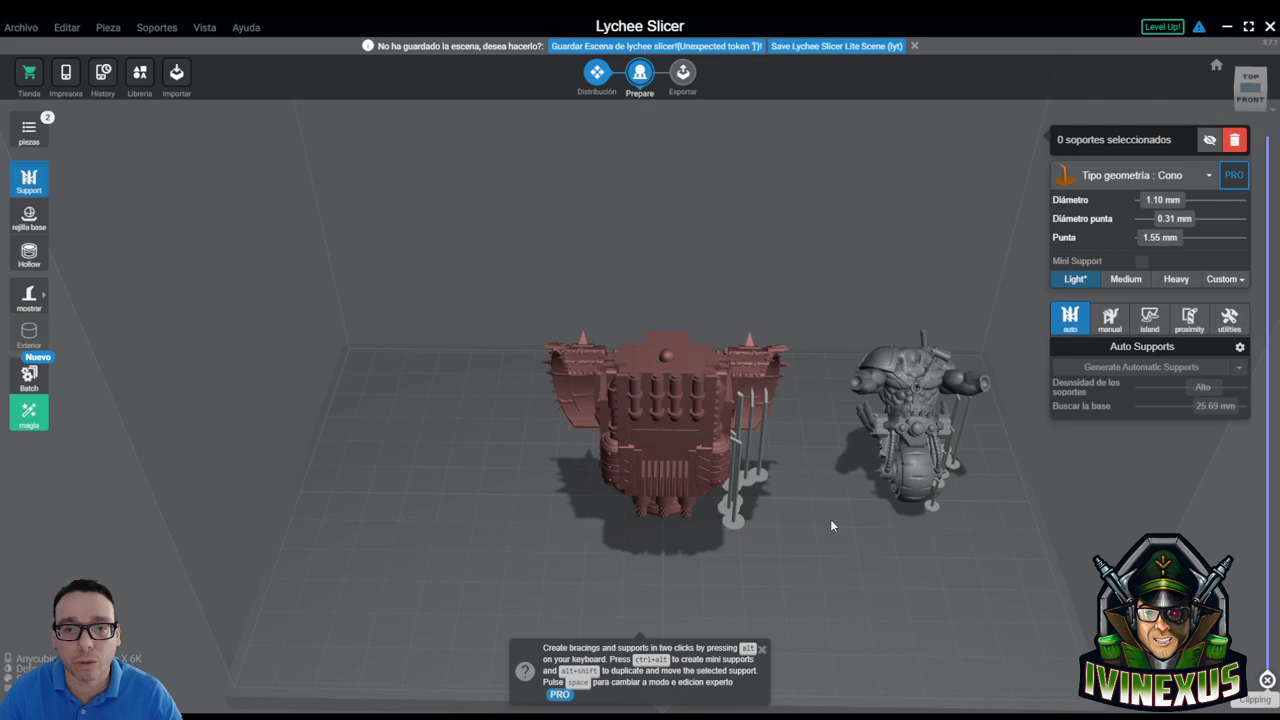 Archivo Editar Pieza Soportes Vista Ayuda
Lychee Slicer
Level Up!
3.7.1
No ha guardado la escena, desea hacerlo?: Guardar Escena de lychee slicer!(Unexpected token '}')! Save Lychee Slicer Lite Scene (lyt)
Tienda Impresora History Librería Importar
Distribución Prepare Exportar
TOP
FRONT
2
piezas
Support
rejilla base
Hollow
mostrar
Exterior
Nuevo
Batch
magia
0 soportes seleccionados
Tipo geometría : Cono PRO
Diámetro 1.10 mm
Diámetro punta 0.31 mm
Punta 1.55 mm
Mini Support
Light* Medium Heavy Custom
auto manual island proximity utilities
Auto Supports
Generate Automatic Supports
Desnsidad de los
soportes Alto
Buscar la base 25.69 mm
Create bracings and supports in two clicks by pressing alt
on your keyboard. Press ctrl+alt to create mini supports
and alt+shift to duplicate and move the selected support.
Pulse space para cambiar a modo e edicion experto
PRO
Anycubic X 6K
IVINEXUS
Clipping